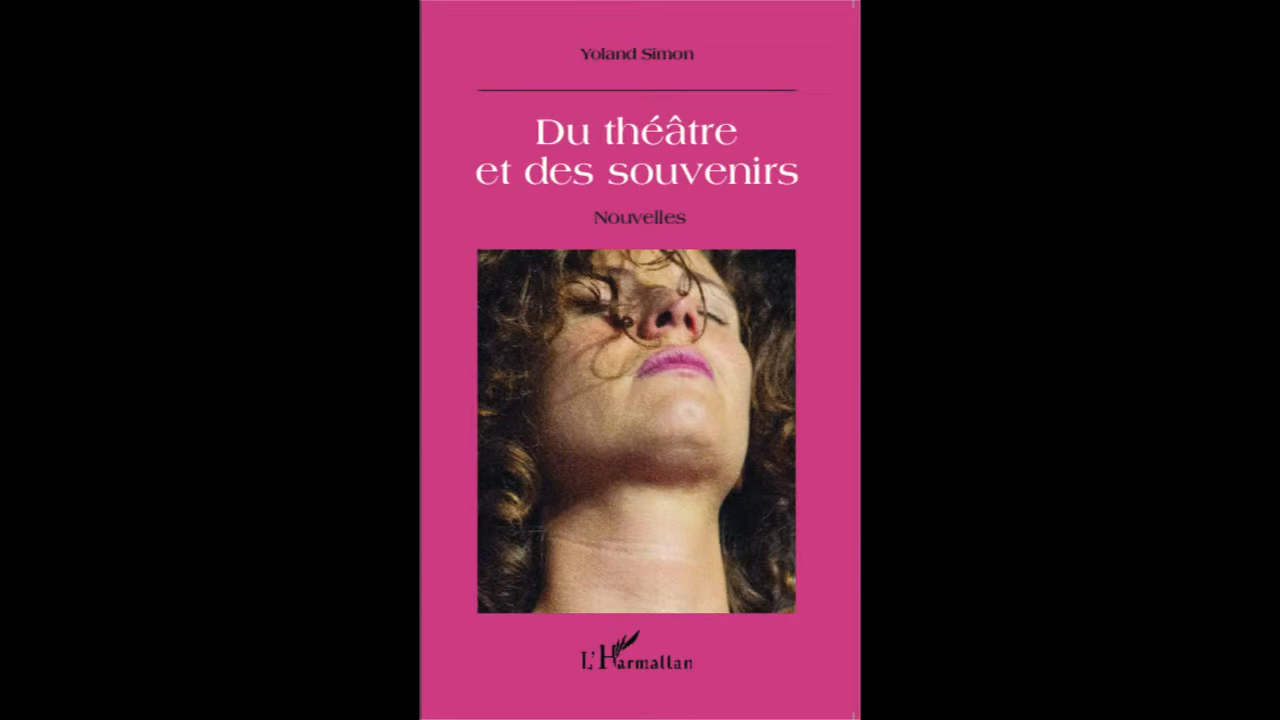 Yoland Simon
Du théâtre
et des souvenirs
Nouvelles
L'Harmattan